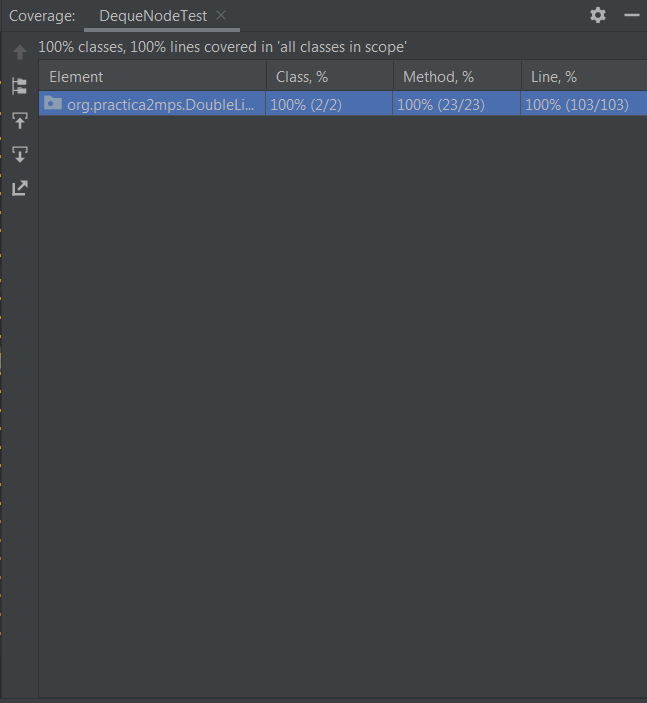 Coverage: DequeNodeTest
100% classes, 100% lines covered in 'all classes in scope'
Element Class, % Method, % Line, %
org.practica2mps.DoubleLi... 100% (2/2) 100% (23/23) 100% (103/103)